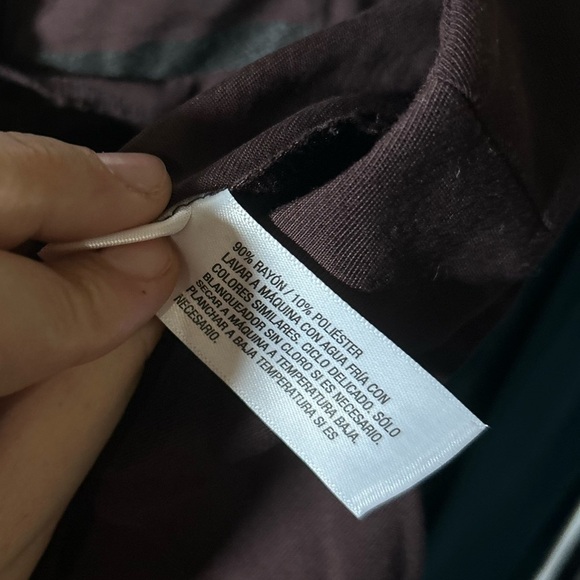 90% RAYÓN / 10% POLIÉSTER
LAVAR A MÁQUINA CON AGUA FRÍA CON
COLORES SIMILARES. CICLO DELICADO. SÓLO
BLANQUEADOR SIN CLORO SI ES NECESARIO.
SECAR A MÁQUINA A TEMPERATURA BAJA.
PLANCHAR A BAJA TEMPERATURA SI ES
NECESARIO.